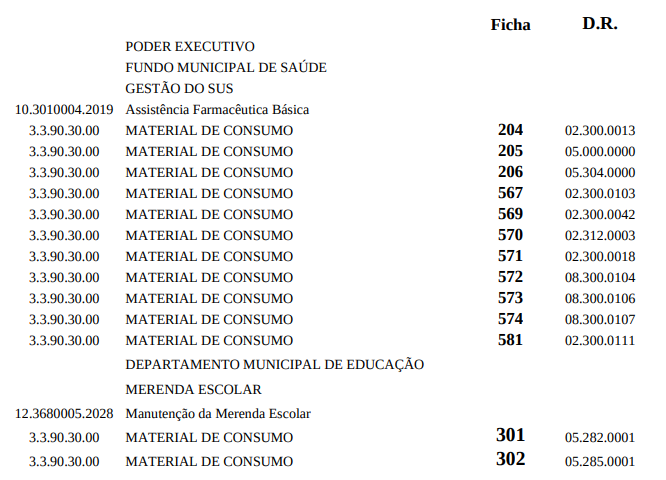 Ficha D.R.
PODER EXECUTIVO
FUNDO MUNICIPAL DE SAÚDE
GESTÃO DO SUS
10.3010004.2019 Assistência Farmacêutica Básica
3.3.90.30.00 MATERIAL DE CONSUMO 204 02.300.0013
3.3.90.30.00 MATERIAL DE CONSUMO 205 05.000.0000
3.3.90.30.00 MATERIAL DE CONSUMO 206 05.304.0000
3.3.90.30.00 MATERIAL DE CONSUMO 567 02.300.0103
3.3.90.30.00 MATERIAL DE CONSUMO 569 02.300.0042
3.3.90.30.00 MATERIAL DE CONSUMO 570 02.312.0003
3.3.90.30.00 MATERIAL DE CONSUMO 571 02.300.0018
3.3.90.30.00 MATERIAL DE CONSUMO 572 08.300.0104
3.3.90.30.00 MATERIAL DE CONSUMO 573 08.300.0106
3.3.90.30.00 MATERIAL DE CONSUMO 574 08.300.0107
3.3.90.30.00 MATERIAL DE CONSUMO 581 02.300.0111
DEPARTAMENTO MUNICIPAL DE EDUCAÇÃO
MERENDA ESCOLAR
12.3680005.2028 Manutenção da Merenda Escolar
3.3.90.30.00 MATERIAL DE CONSUMO 301 05.282.0001
3.3.90.30.00 MATERIAL DE CONSUMO 302 05.285.0001